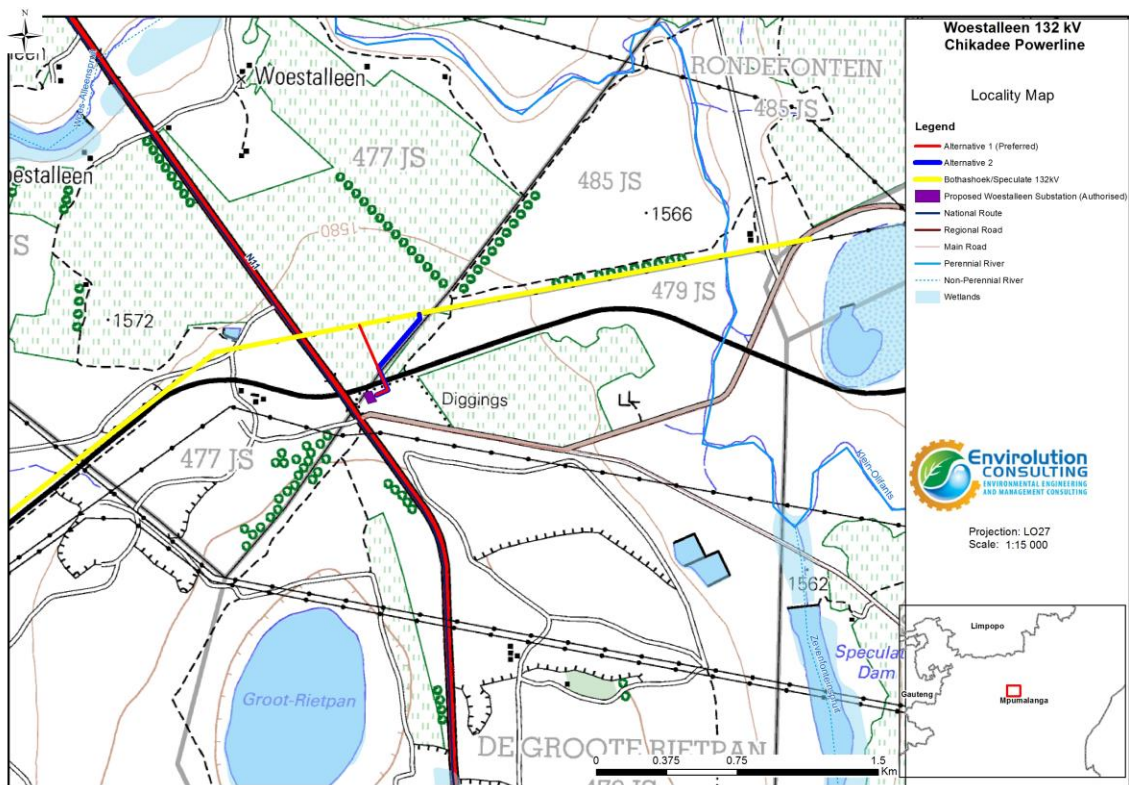 N
Woestalleen 132 kV
Chikadee Powerline
Locality Map
Legend
Alternative 1 (Preferred)
Alternative 2
Bothashoek/Speculate 132kV
Proposed Woestalleen Substation (Authorised)
National Route
Regional Road
Main Road
Perennial River
Non-Perennial River
Wetlands
Envirolution
CONSULTING
ENVIRONMENTAL ENGINEERING
AND MANAGEMENT CONSULTING
Projection: LO27
Scale: 1:15 000
Limpopo
Gauteng
Mpumalanga
Woestalleen
RONDEFONTEIN
485 JS
477 JS
485 JS
1566
1580
N11
479 JS
1572
Diggings
477 JS
Klein-Olifants
1562
Zevenfonteinspruit
Dam
Groot-Rietpan
DE GROOTE RIETPAN
0 0.375 0.75 1.5
Km